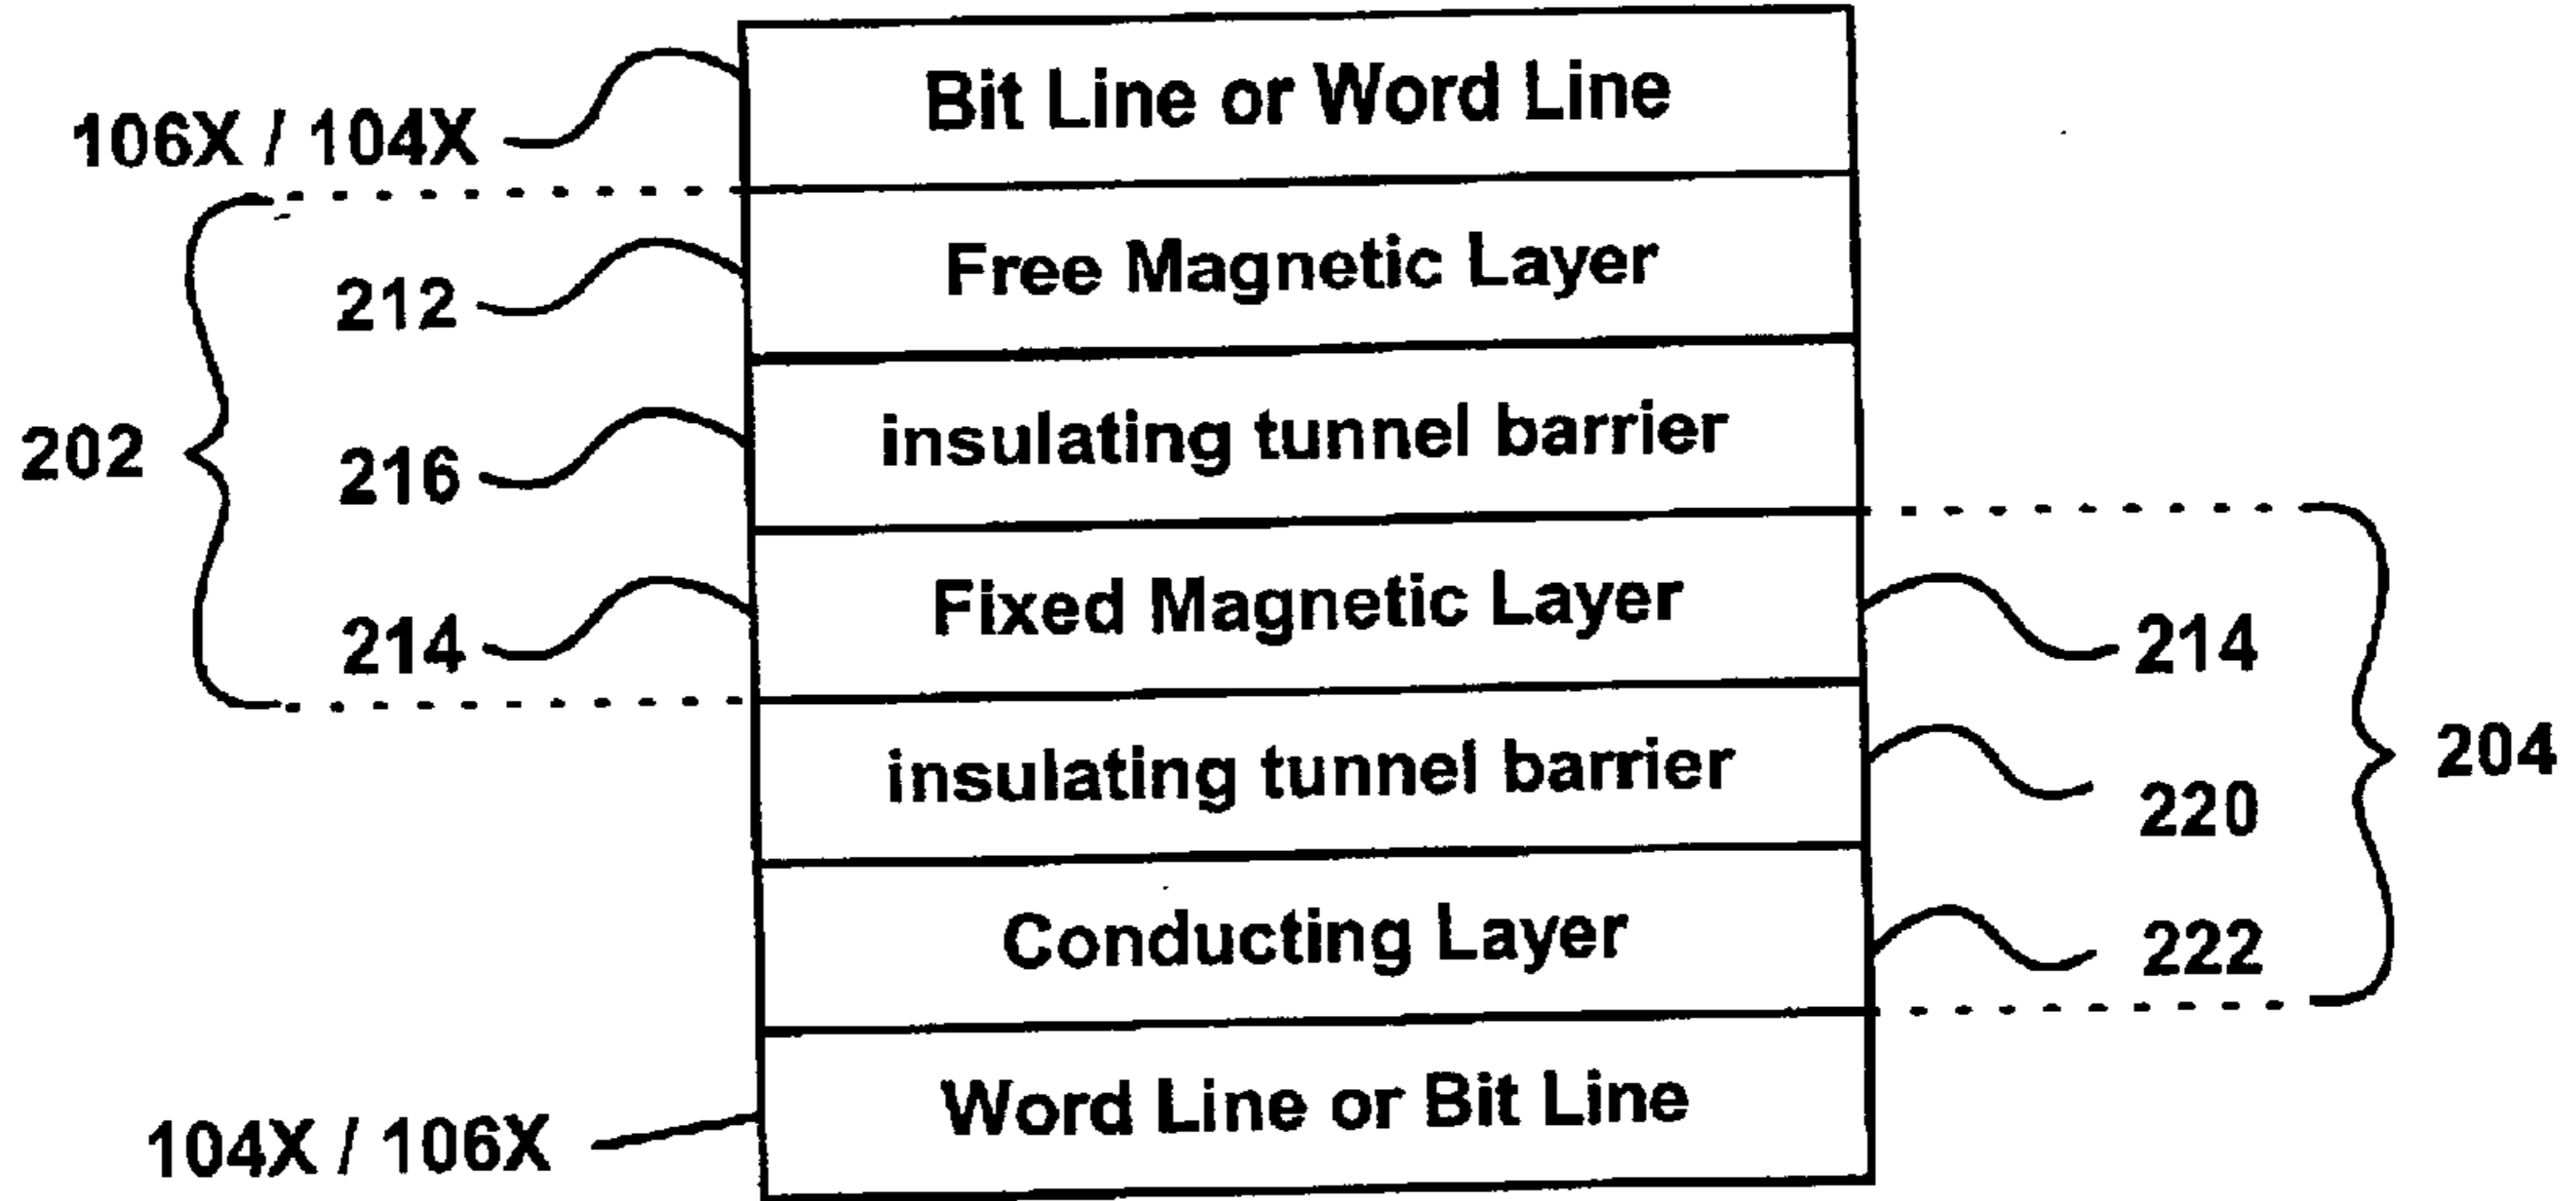 106X / 104X
Bit Line or Word Line
212
Free Magnetic Layer
202
216
insulating tunnel barrier
214
Fixed Magnetic Layer
214
insulating tunnel barrier
220
204
Conducting Layer
222
104X / 106X
Word Line or Bit Line